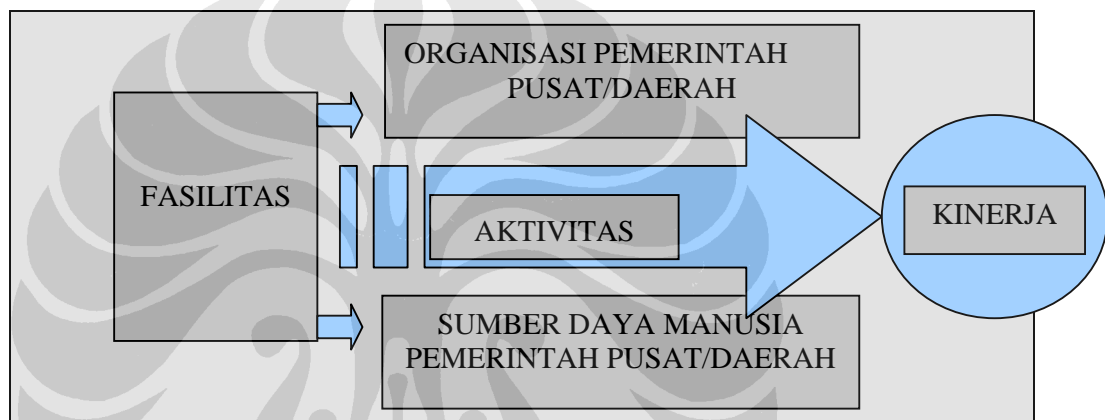 ORGANISASI PEMERINTAH
PUSAT/DAERAH
FASILITAS
AKTIVITAS
KINERJA
SUMBER DAYA MANUSIA
PEMERINTAH PUSAT/DAERAH